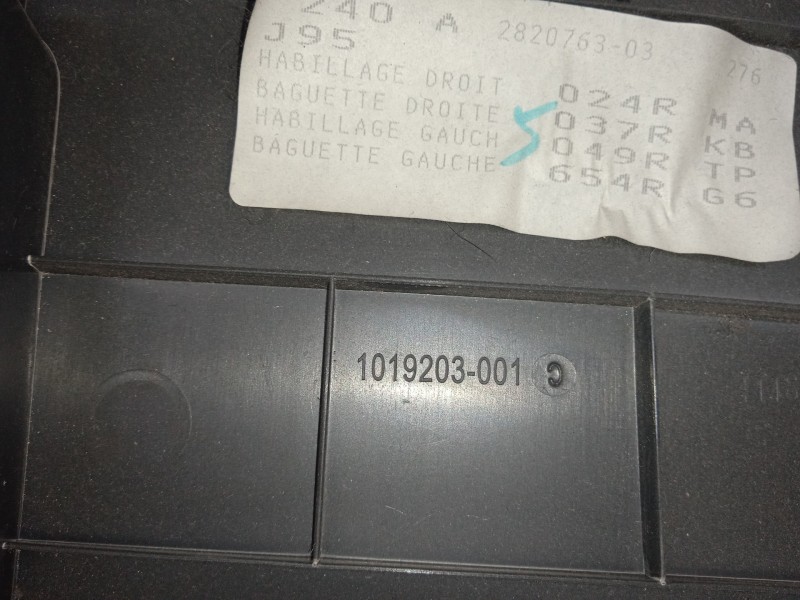 240 A 2820763-03 276
J95
HABILLAGE DROIT 024R MA
BAGUETTE DROITE 037R KB
HABILLAGE GAUCH 049R TP
BAGUETTE GAUCHE 654R G6
1019203-001